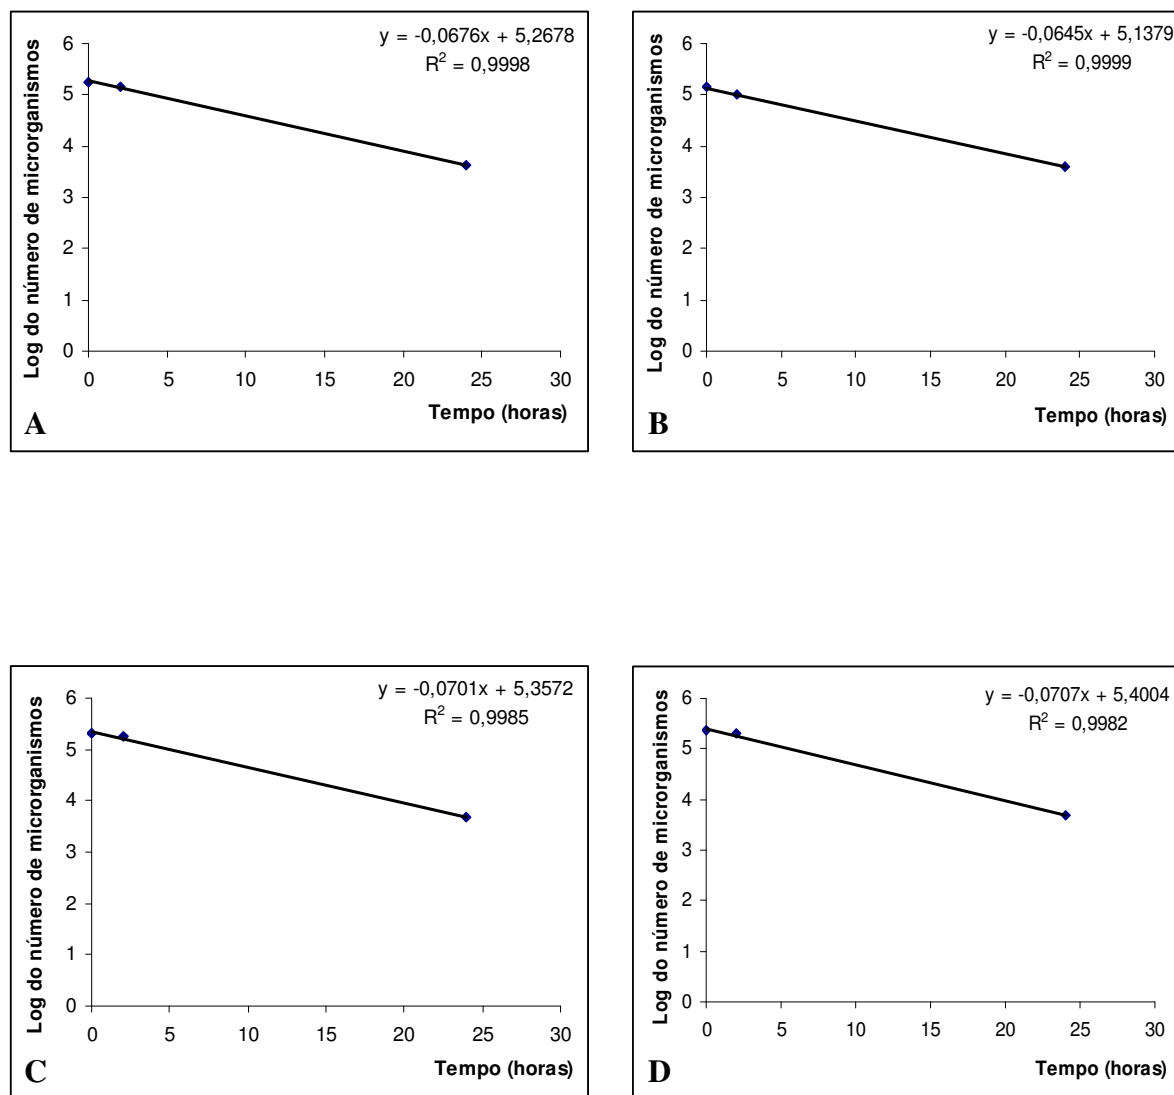 y = -0,0676x + 5,2678
R² = 0,9998
6
5
4
3
2
1
0
0 5 10 15 20 25 30
Log do número de microrganismos
Tempo (horas)
A
y = -0,0645x + 5,1379
R² = 0,9999
6
5
4
3
2
1
0
0 5 10 15 20 25 30
Log do número de microrganismos
Tempo (horas)
B
y = -0,0701x + 5,3572
R² = 0,9985
6
5
4
3
2
1
0
0 5 10 15 20 25 30
Log do número de microrganismos
Tempo (horas)
C
y = -0,0707x + 5,4004
R² = 0,9982
6
5
4
3
2
1
0
0 5 10 15 20 25 30
Log do número de microrganismos
Tempo (horas)
D